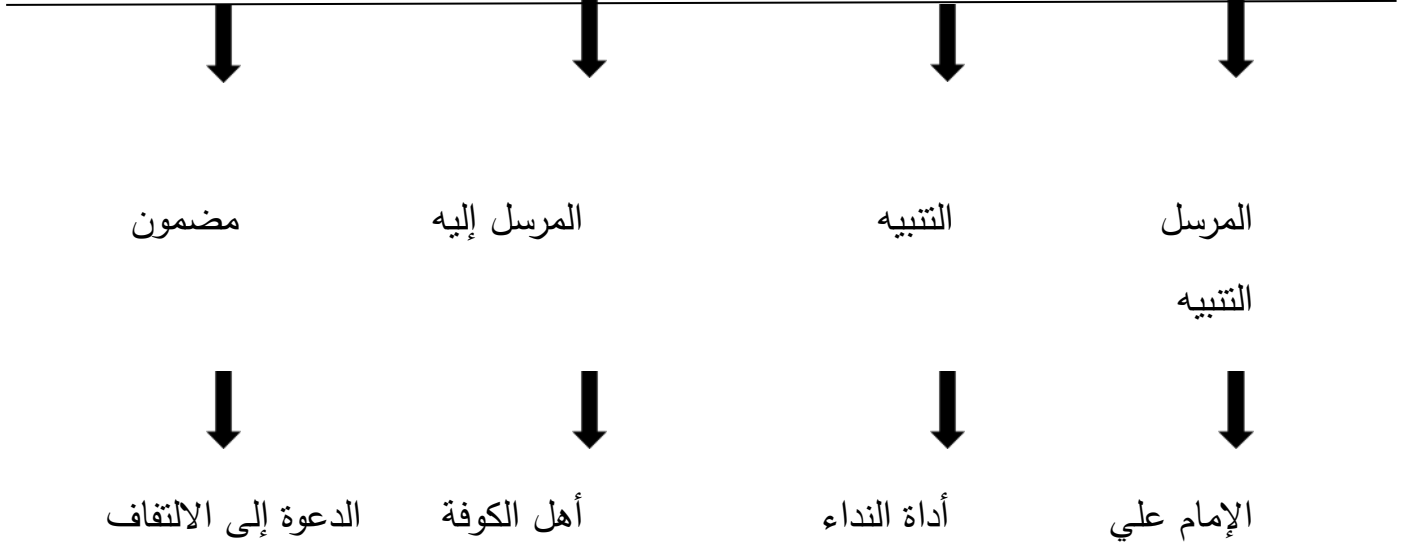 المرسل التنبيه المرسل إليه مضمون
التنبيه
الإمام علي أداة النداء أهل الكوفة الدعوة إلى الالتفاف